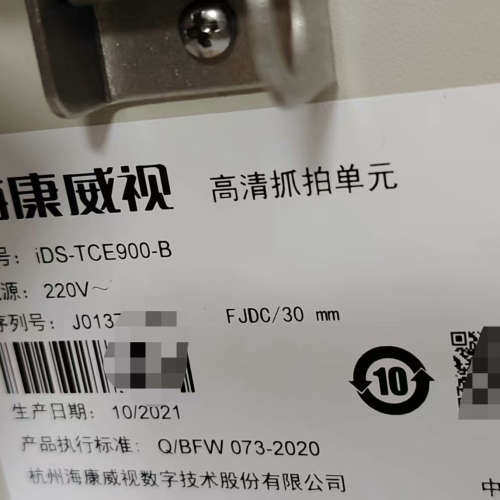 海康威视 高清抓拍单元
号: iDS-TCE900-B
源: 220V~
序列号: J0137 FJDC/30 mm
10
生产日期: 10/2021
产品执行标准: Q/BFW 073-2020
杭州海康威视数字技术股份有限公司 中